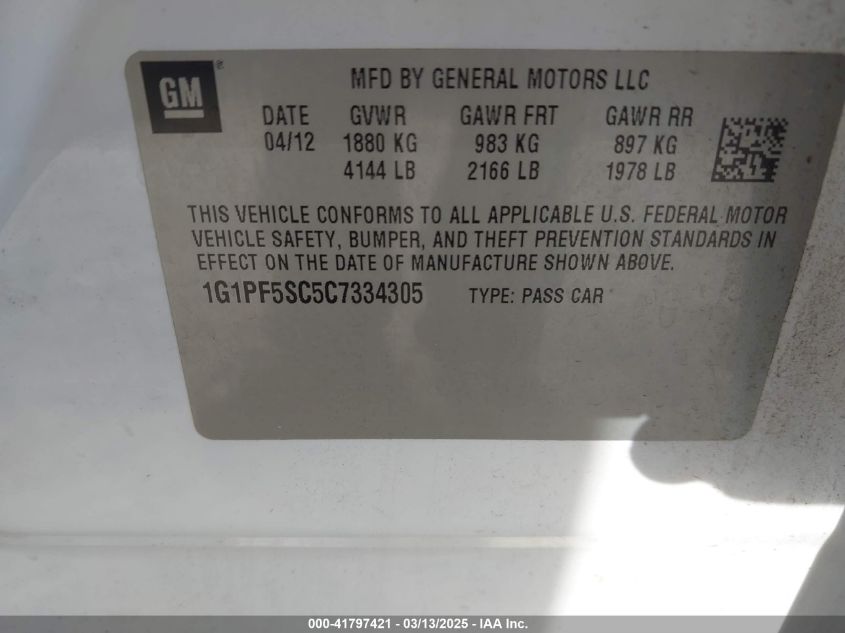 GM®
MFD BY GENERAL MOTORS LLC
DATE GVWR GAWR FRT GAWR RR
04/12 1880 KG 983 KG 897 KG
4144 LB 2166 LB 1978 LB
THIS VEHICLE CONFORMS TO ALL APPLICABLE U.S. FEDERAL MOTOR
VEHICLE SAFETY, BUMPER, AND THEFT PREVENTION STANDARDS IN
EFFECT ON THE DATE OF MANUFACTURE SHOWN ABOVE.
1G1PF5SC5C7334305 TYPE: PASS CAR
000-41797421 - 03/13/2025 - IAA Inc.